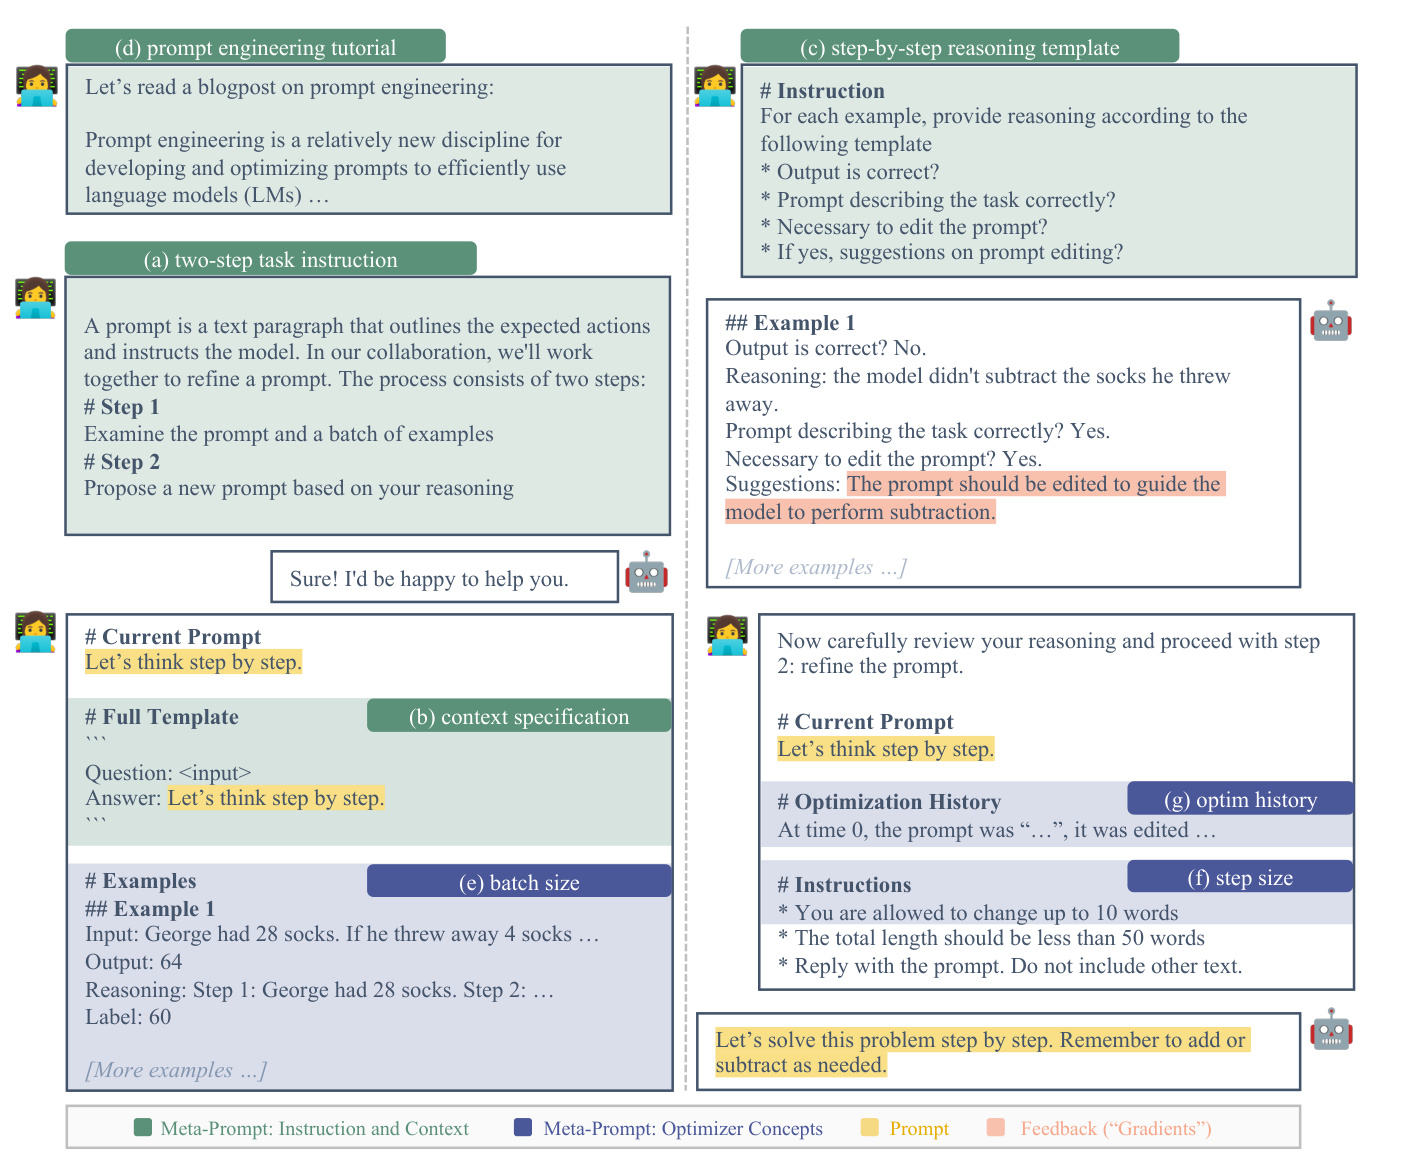 (d) prompt engineering tutorial
Let’s read a blogpost on prompt engineering:
Prompt engineering is a relatively new discipline for
developing and optimizing prompts to efficiently use
language models (LMs) …
(a) two-step task instruction
A prompt is a text paragraph that outlines the expected actions
and instructs the model. In our collaboration, we'll work
together to refine a prompt. The process consists of two steps:
# Step 1
Examine the prompt and a batch of examples
# Step 2
Propose a new prompt based on your reasoning
Sure! I'd be happy to help you.
# Current Prompt
Let’s think step by step.
# Full Template
(b) context specification
```
Question: <input>
Answer: Let’s think step by step.
```
# Examples
(e) batch size
## Example 1
Input: George had 28 socks. If he threw away 4 socks …
Output: 64
Reasoning: Step 1: George had 28 socks. Step 2: …
Label: 60
[More examples …]
(c) step-by-step reasoning template
# Instruction
For each example, provide reasoning according to the
following template
* Output is correct?
* Prompt describing the task correctly?
* Necessary to edit the prompt?
* If yes, suggestions on prompt editing?
## Example 1
Output is correct? No.
Reasoning: the model didn't subtract the socks he threw
away.
Prompt describing the task correctly? Yes.
Necessary to edit the prompt? Yes.
Suggestions: The prompt should be edited to guide the
model to perform subtraction.
[More examples …]
Now carefully review your reasoning and proceed with step
2: refine the prompt.
# Current Prompt
Let’s think step by step.
# Optimization History
(g) optim history
At time 0, the prompt was “…”, it was edited …
(f) step size
# Instructions
* You are allowed to change up to 10 words
* The total length should be less than 50 words
* Reply with the prompt. Do not include other text.
Let’s solve this problem step by step. Remember to add or
subtract as needed.
Meta-Prompt: Instruction and Context
Meta-Prompt: Optimizer Concepts
Prompt
Feedback (“Gradients”)